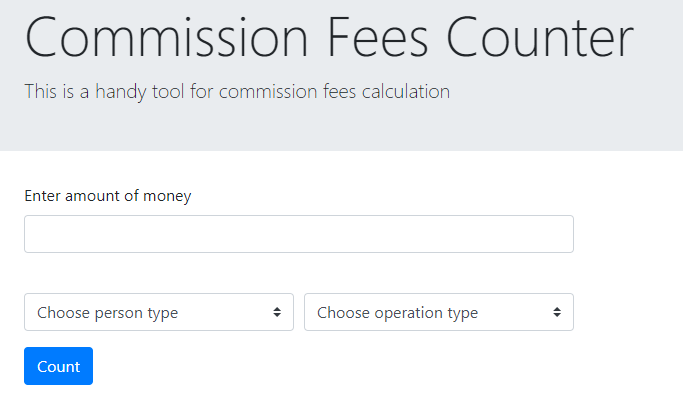 Commission Fees Counter
This is a handy tool for commission fees calculation
Enter amount of money
Choose person type Choose operation type
Count